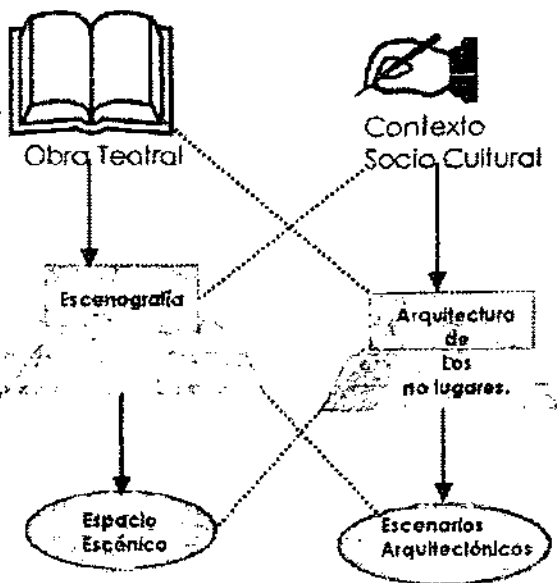 Obra Teatral
Contexto
Socio Cultural
Escenografía
Arquitectura
de
Los
no lugares.
Espacio
Escénico
Escenarios
Arquitectónicos